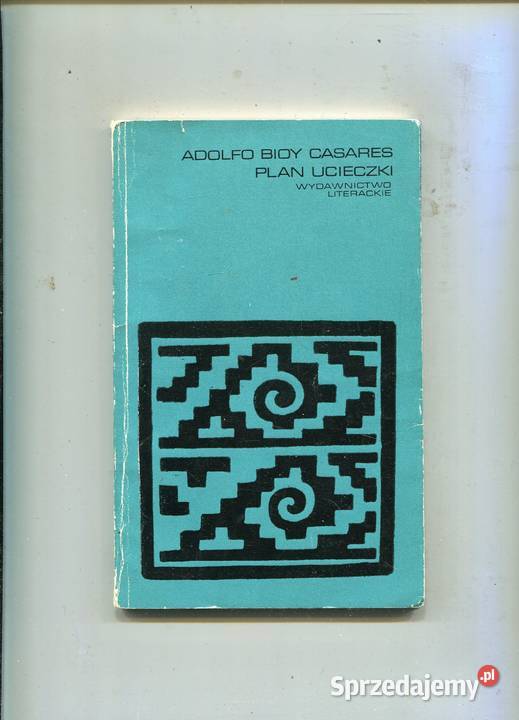 ADOLFO BIOY CASARES
PLAN UCIECZKI
WYDAWNICTWO
LITERACKIE
Sprzedajemy.pl